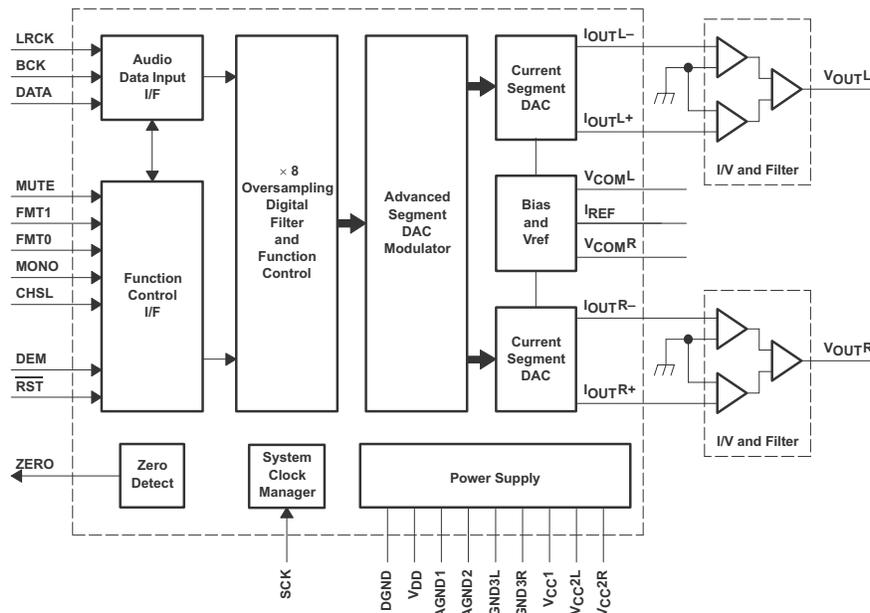 LRCK
BCK
DATA
Audio
Data Input
I/F
MUTE
FMT1
FMT0
MONO
CHSL
DEM
RST
Function
Control
I/F
× 8
Oversampling
Digital
Filter
and
Function
Control
Advanced
Segment
DAC
Modulator
Current
Segment
DAC
Bias
and
Vref
Current
Segment
DAC
IOUTL–
IOUTL+
VCOML
IREF
VCOMR
IOUTR–
IOUTR+
VOUTL
I/V and Filter
VOUTR
I/V and Filter
ZERO
Zero
Detect
System
Clock
Manager
Power Supply
SCK
DGND
VDD
AGND1
AGND2
GND3L
GND3R
VCC1
VCC2L
VCC2R